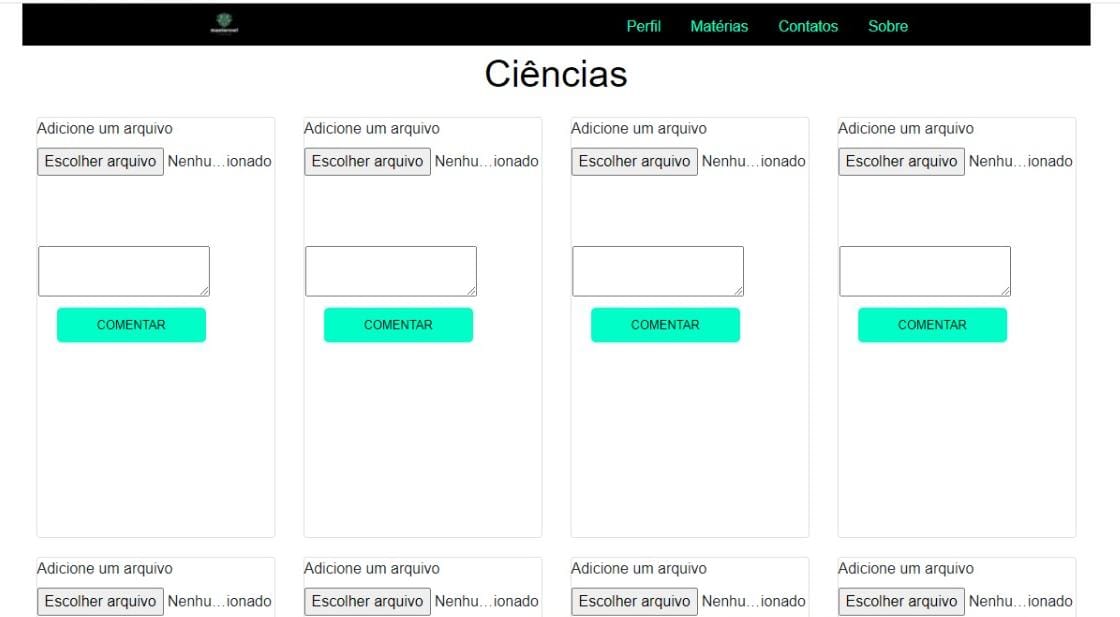 Perfil Matérias Contatos Sobre
Ciências
Adicione um arquivo Adicione um arquivo Adicione um arquivo Adicione um arquivo
Escolher arquivo Nenhu...ionado Escolher arquivo Nenhu...ionado Escolher arquivo Nenhu...ionado Escolher arquivo Nenhu...ionado
COMENTAR COMENTAR COMENTAR COMENTAR
Adicione um arquivo Adicione um arquivo Adicione um arquivo Adicione um arquivo
Escolher arquivo Nenhu...ionado Escolher arquivo Nenhu...ionado Escolher arquivo Nenhu...ionado Escolher arquivo Nenhu...ionado